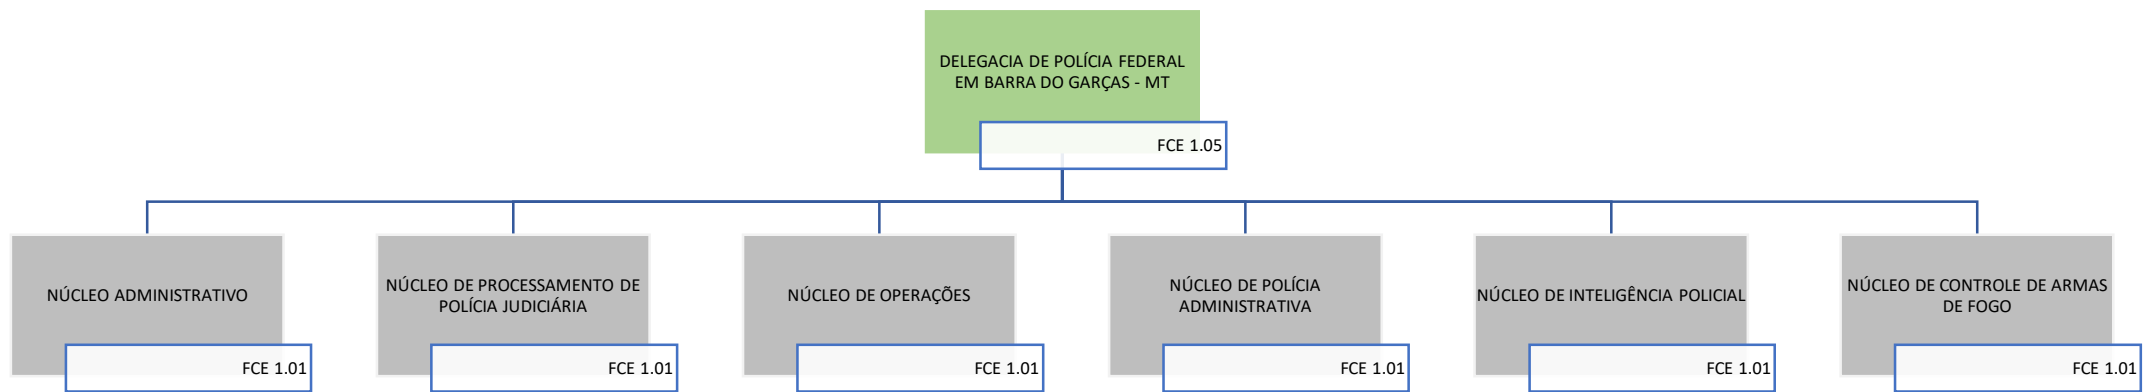 DELEGACIA DE POLÍCIA FEDERAL
EM BARRA DO GARÇAS - MT
FCE 1.05
NÚCLEO ADMINISTRATIVO
FCE 1.01
NÚCLEO DE PROCESSAMENTO DE
POLÍCIA JUDICIÁRIA
FCE 1.01
NÚCLEO DE OPERAÇÕES
FCE 1.01
NÚCLEO DE POLÍCIA
ADMINISTRATIVA
FCE 1.01
NÚCLEO DE INTELIGÊNCIA POLICIAL
FCE 1.01
NÚCLEO DE CONTROLE DE ARMAS
DE FOGO
FCE 1.01